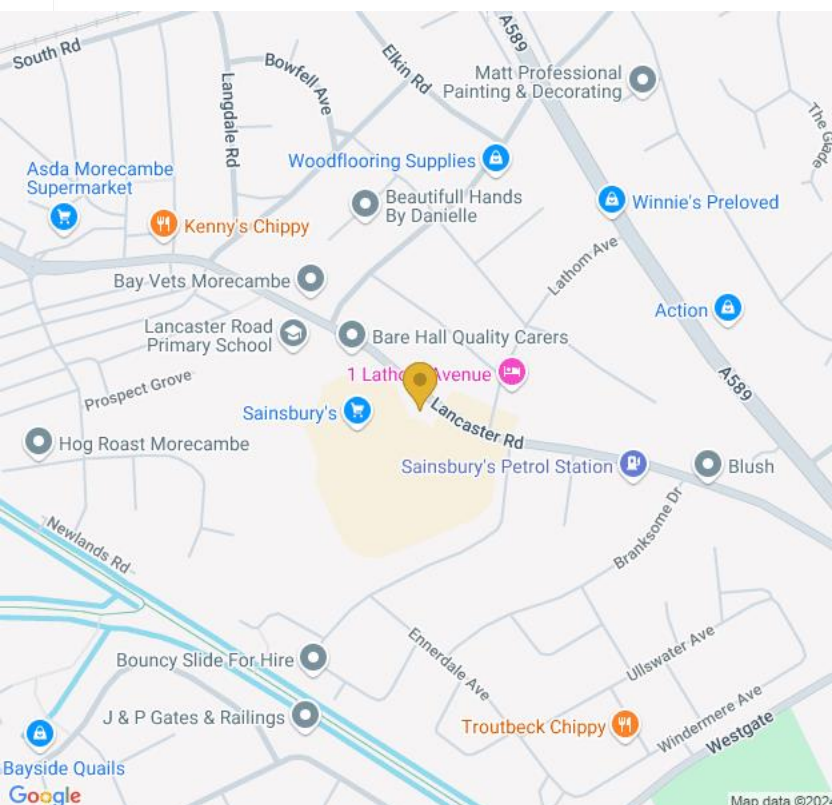 South Rd
Langdale Rd
Bowfell Ave
Elkin Rd
A589
Matt Professional
Painting & Decorating
The Glade
Asda Morecambe
Supermarket
Woodflooring Supplies
Beautifull Hands
By Danielle
Winnie's Preloved
Kenny's Chippy
Bay Vets Morecambe
Lathom Ave
Action
Lancaster Road
Primary School
Bare Hall Quality Carers
1 Latho Avenue
A589
Prospect Grove
Sainsbury's
Lancaster Rd
Hog Roast Morecambe
Sainsbury's Petrol Station
Blush
Newlands Rd
Branksome Dr
Bouncy Slide For Hire
Ennerdale Ave
Ullswater Ave
J & P Gates & Railings
Troutbeck Chippy
Windermere Ave
Westgate
Bayside Quails
Google
Map data ©2024